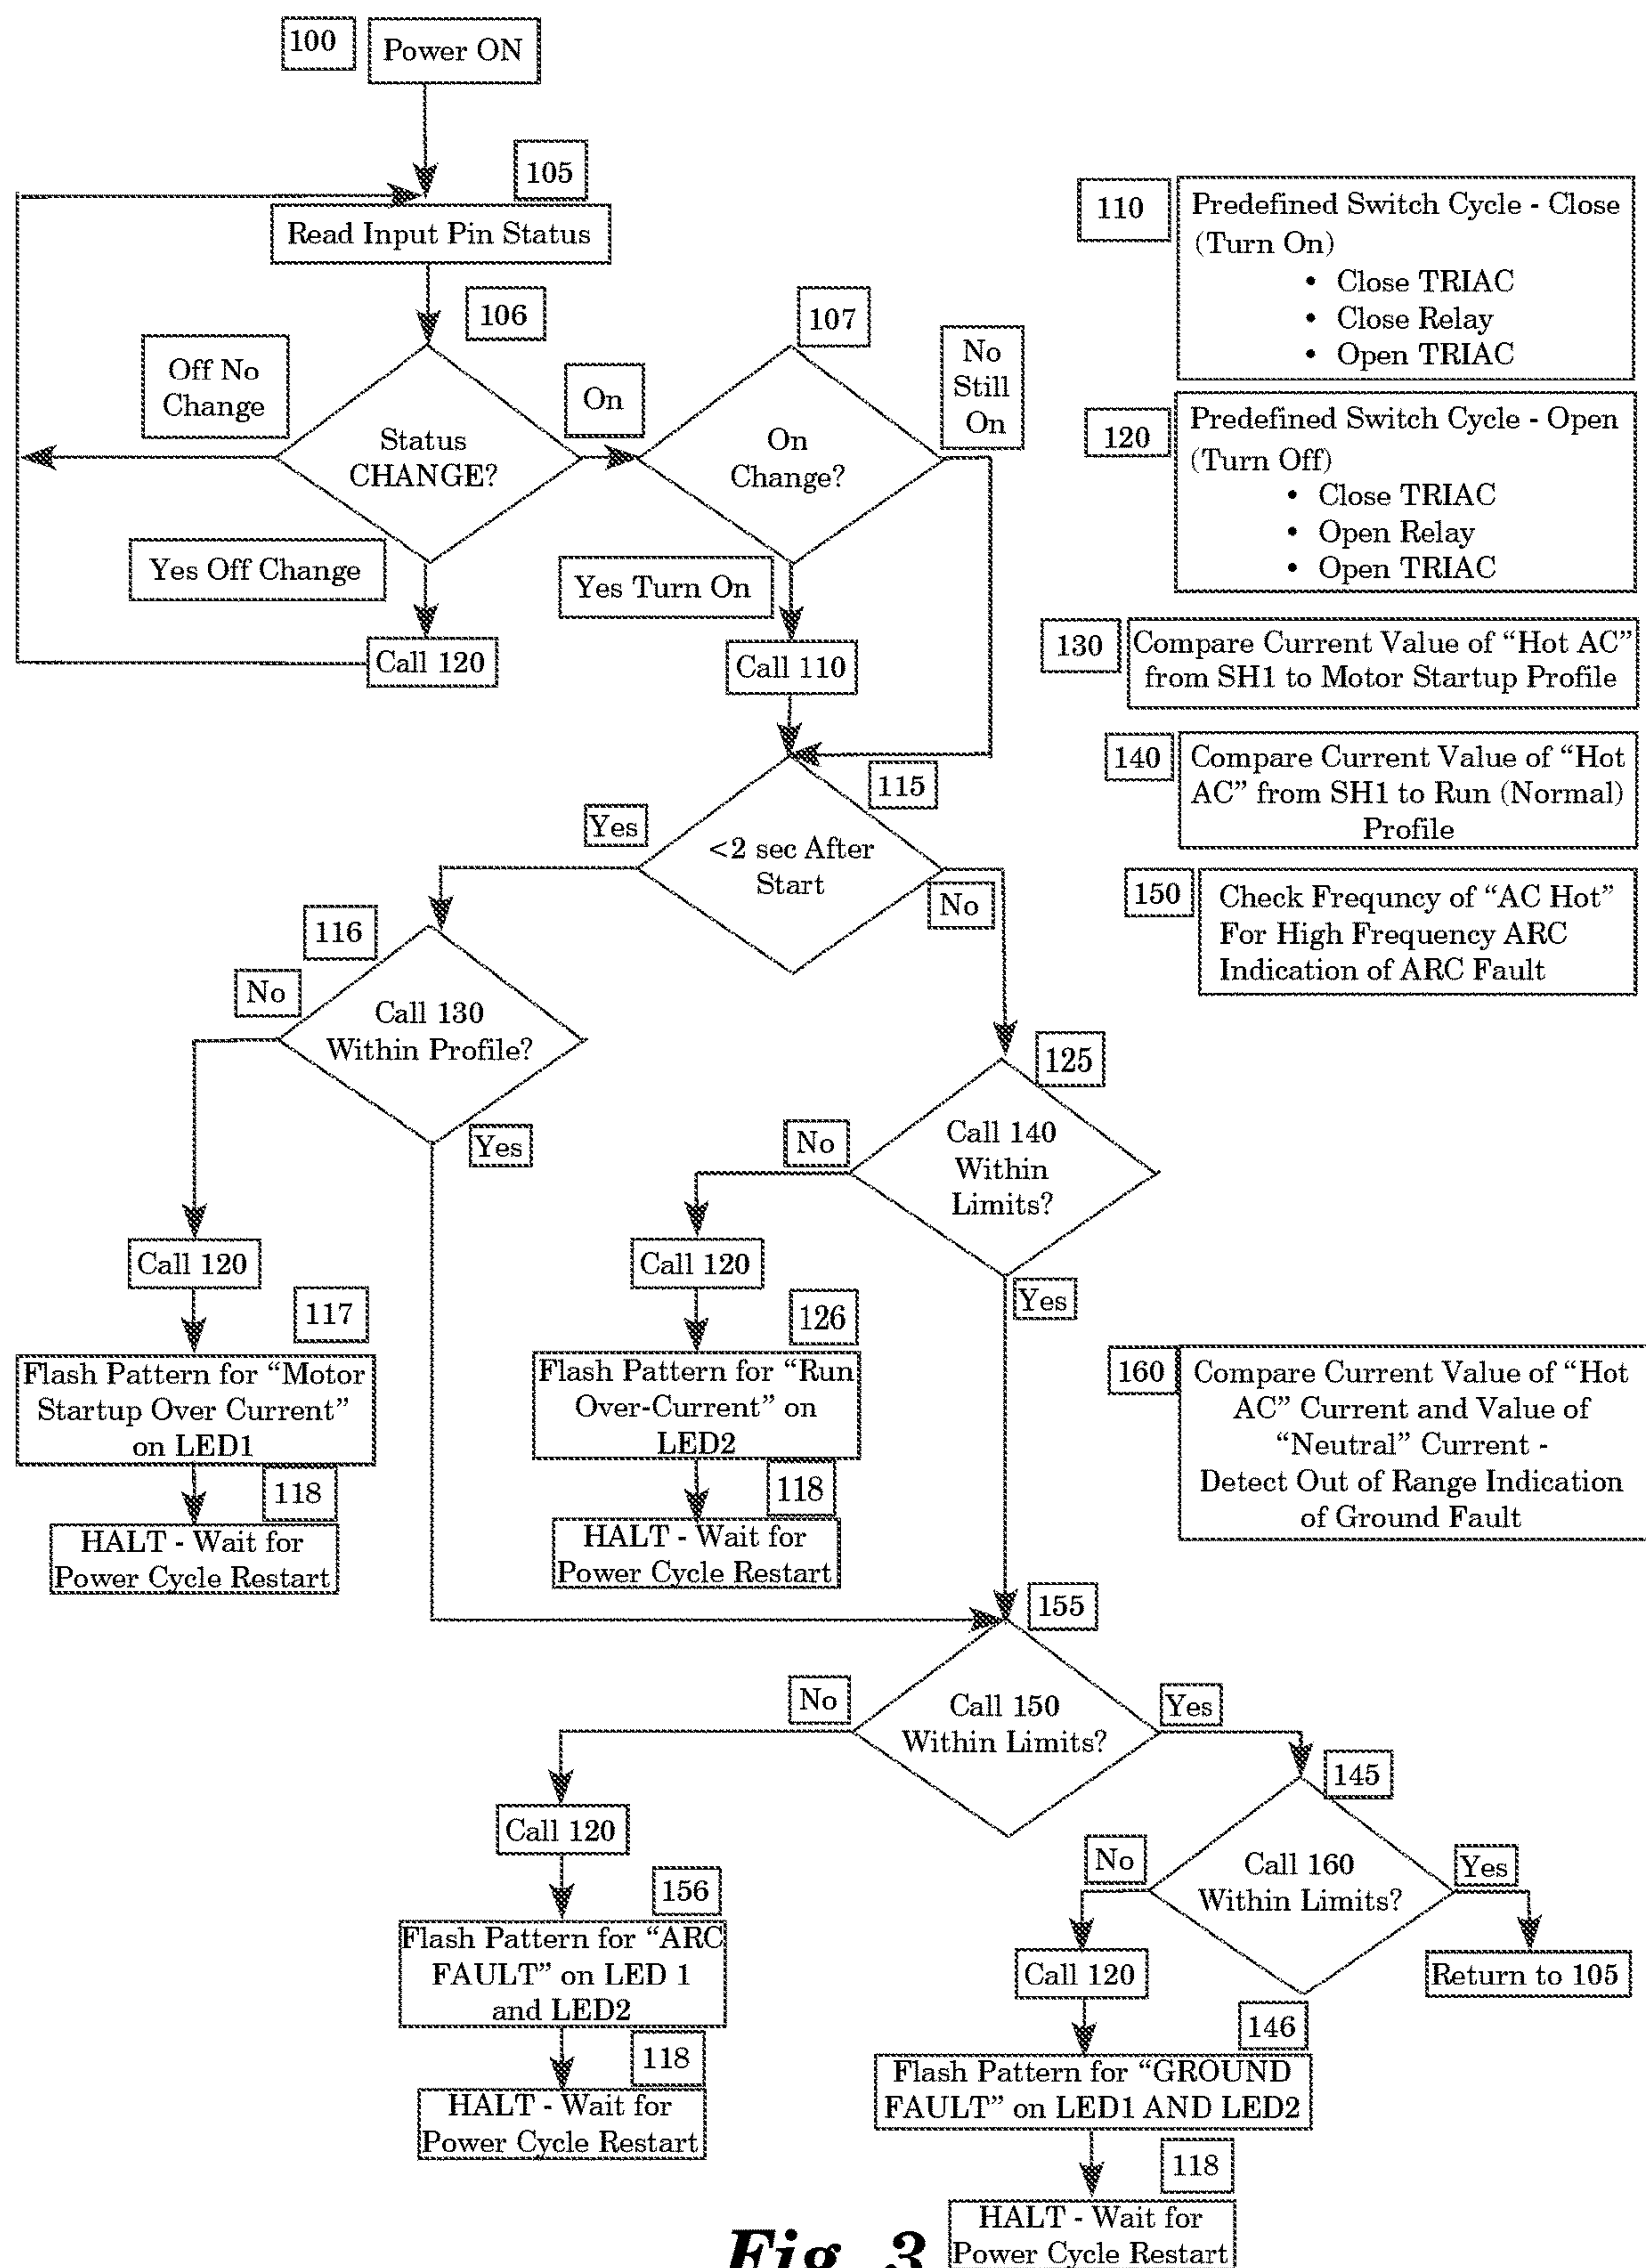 100
Power ON
105
Read Input Pin Status
106
107
Off No
Change
On
No
Still
On
Status
CHANGE?
On
Change?
Yes Off Change
Yes Turn On
Call 120
Call 110
110
Predefined Switch Cycle - Close
(Turn On)
• Close TRIAC
• Close Relay
• Open TRIAC
120
Predefined Switch Cycle - Open
(Turn Off)
• Close TRIAC
• Open Relay
• Open TRIAC
130
Compare Current Value of “Hot AC”
from SH1 to Motor Startup Profile
140
Compare Current Value of “Hot
AC” from SH1 to Run (Normal)
Profile
150
Check Frequncy of “AC Hot”
For High Frequency ARC
Indication of ARC Fault
115
Yes
<2 sec After
Start
No
116
No
Call 130
Within Profile?
Yes
125
No
Call 140
Within
Limits?
Yes
Call 120
117
Flash Pattern for “Motor
Startup Over Current”
on LED1
118
HALT - Wait for
Power Cycle Restart
Call 120
126
Flash Pattern for “Run
Over-Current” on
LED2
118
HALT - Wait for
Power Cycle Restart
160
Compare Current Value of “Hot
AC” Current and Value of
“Neutral” Current -
Detect Out of Range Indication
of Ground Fault
155
No
Call 150
Within Limits?
Yes
145
Call 120
156
Flash Pattern for “ARC
FAULT” on LED 1
and LED2
118
HALT - Wait for
Power Cycle Restart
No
Call 160
Within Limits?
Yes
Call 120
Return to 105
146
Flash Pattern for “GROUND
FAULT” on LED1 AND LED2
118
HALT - Wait for
Power Cycle Restart
Fig. 3